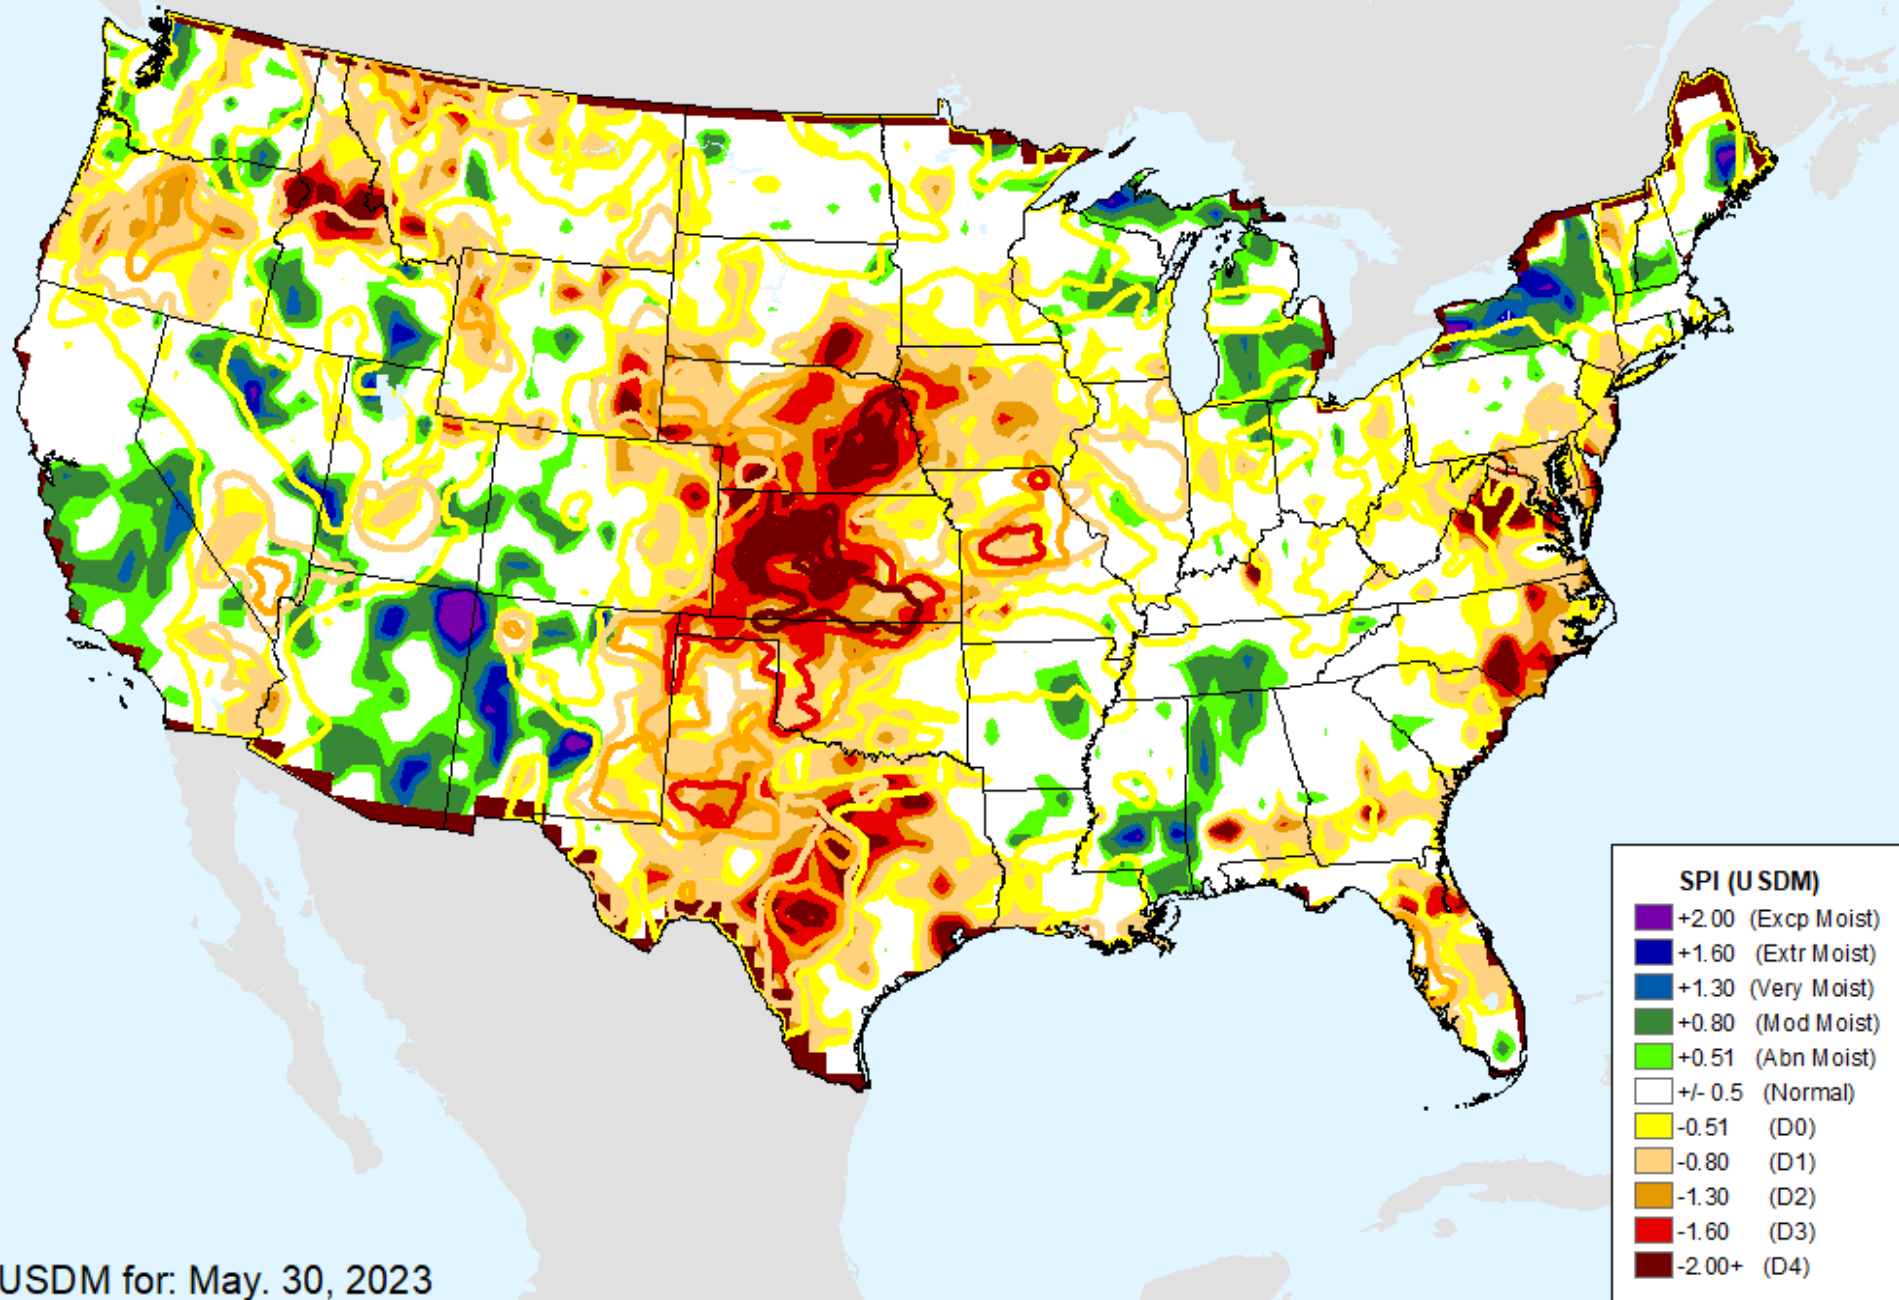 SPI (USDM)
+2.00 (Excp Moist)
+1.60 (Extr Moist)
+1.30 (Very Moist)
+0.80 (Mod Moist)
+0.51 (Abn Moist)
+/- 0.5 (Normal)
-0.51 (D0)
-0.80 (D1)
-1.30 (D2)
-1.60 (D3)
-2.00+ (D4)
USDM for: May. 30, 2023